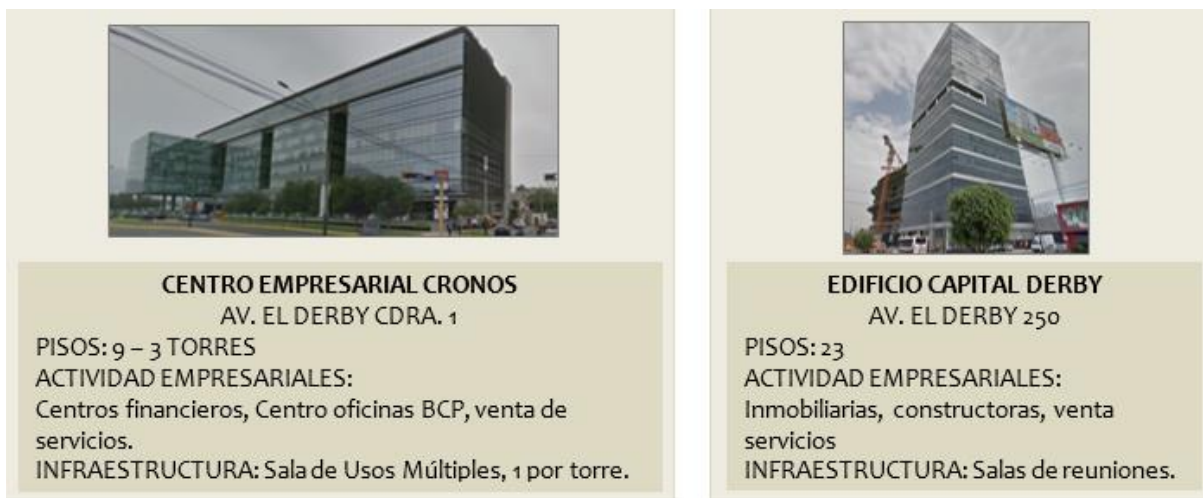 CENTRO EMPRESARIAL CRONOS
AV. EL DERBY CDRA. 1
PISOS: 9 – 3 TORRES
ACTIVIDAD EMPRESARIALES:
Centros financieros, Centro oficinas BCP, venta de
servicios.
INFRAESTRUCTURA: Sala de Usos Múltiples, 1 por torre.
EDIFICIO CAPITAL DERBY
AV. EL DERBY 250
PISOS: 23
ACTIVIDAD EMPRESARIALES:
Inmobiliarias, constructoras, venta
servicios
INFRAESTRUCTURA: Salas de reuniones.